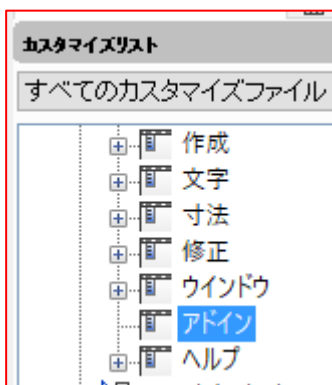 カスタマイズリスト
すべてのカスタマイズファイル
作成
文字
寸法
修正
ウインドウ
アドイン
ヘルプ